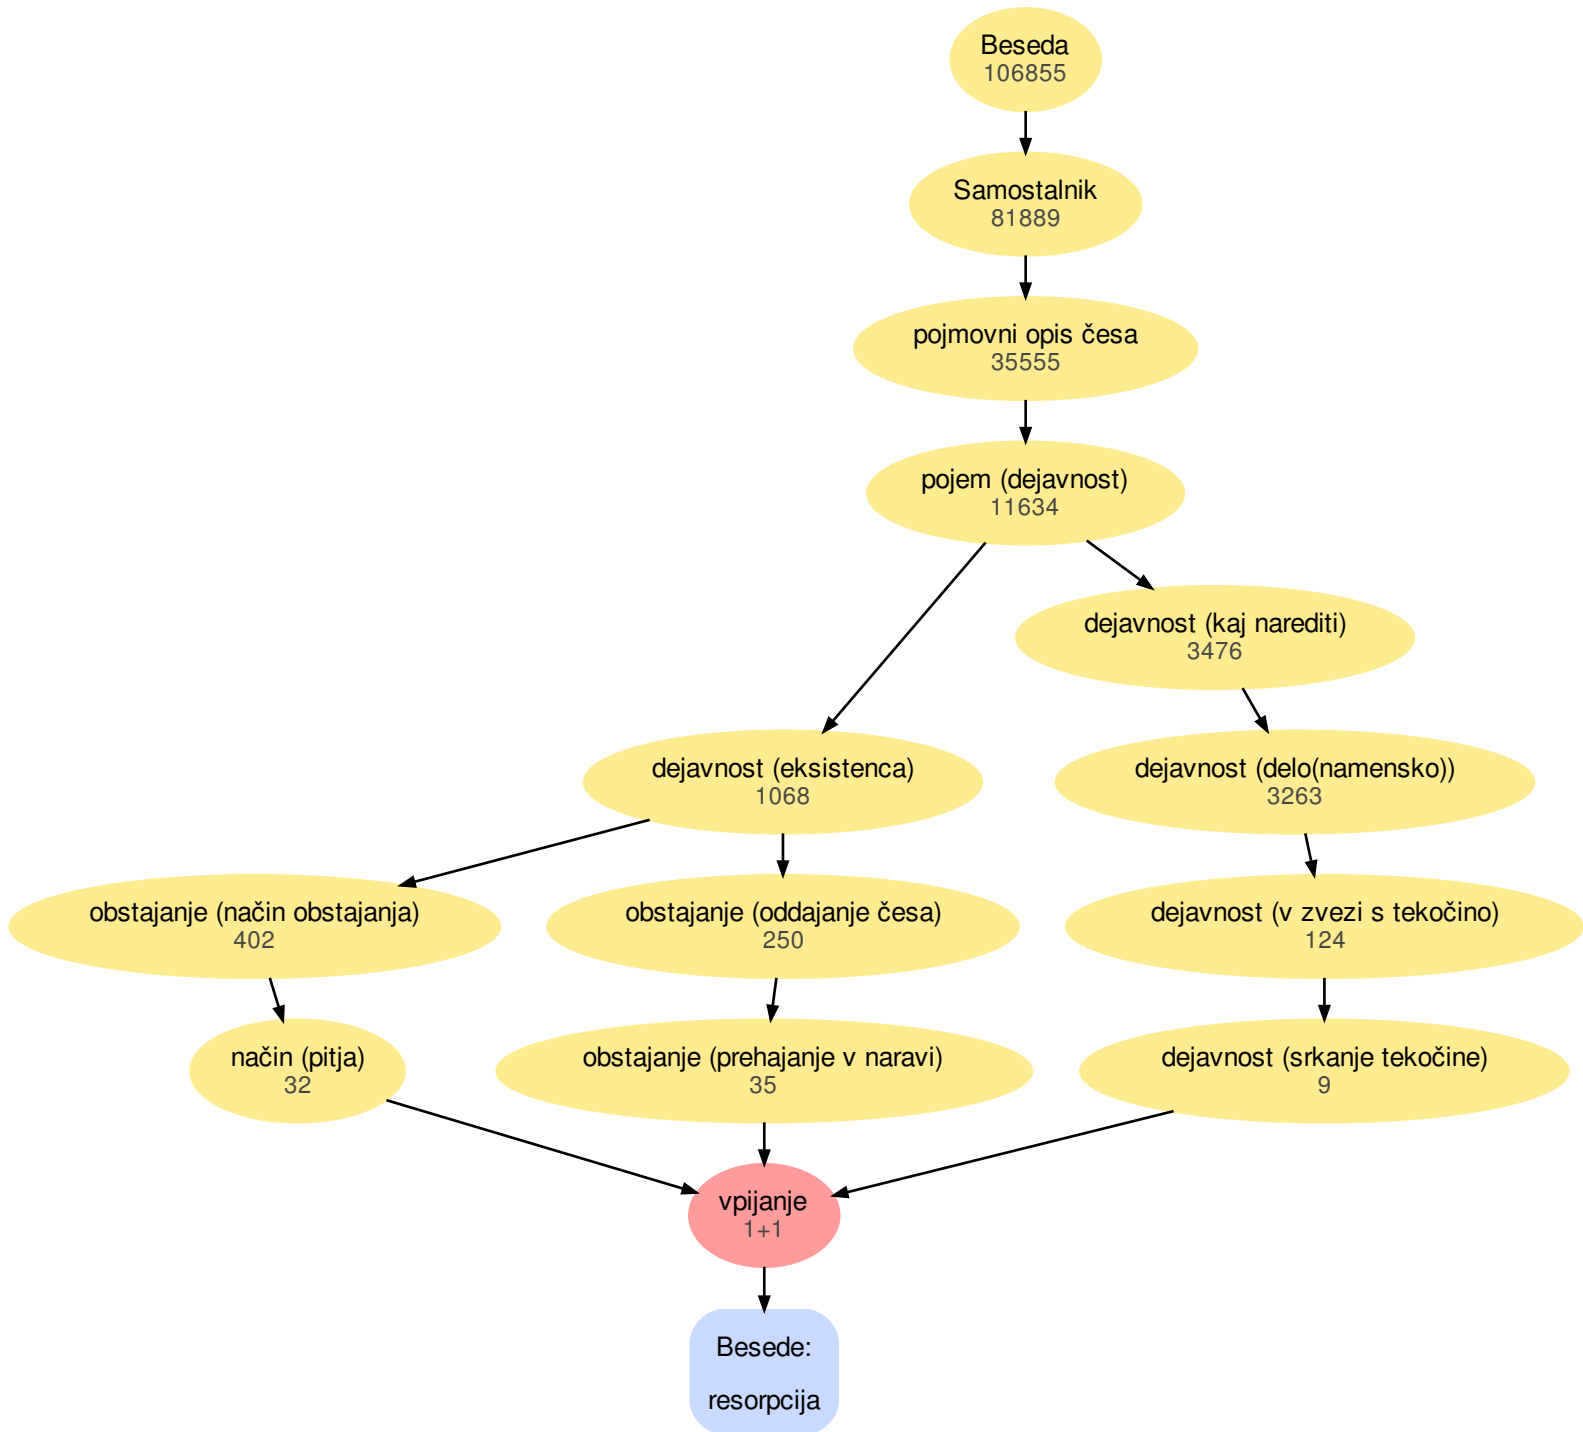 Beseda
106855
Samostalnik
81889
pojmovni opis česa
35555
pojem (dejavnost)
11634
dejavnost (kaj narediti)
3476
dejavnost (eksistenca)
1068
dejavnost (delo(namensko))
3263
obstajanje (način obstajanja)
402
obstajanje (oddajanje česa)
250
dejavnost (v zvezi s tekočino)
124
način (pitja)
32
obstajanje (prehajanje v naravi)
35
dejavnost (srkanje tekočine)
9
vpijanje
1+1
Besede:
resorpcija